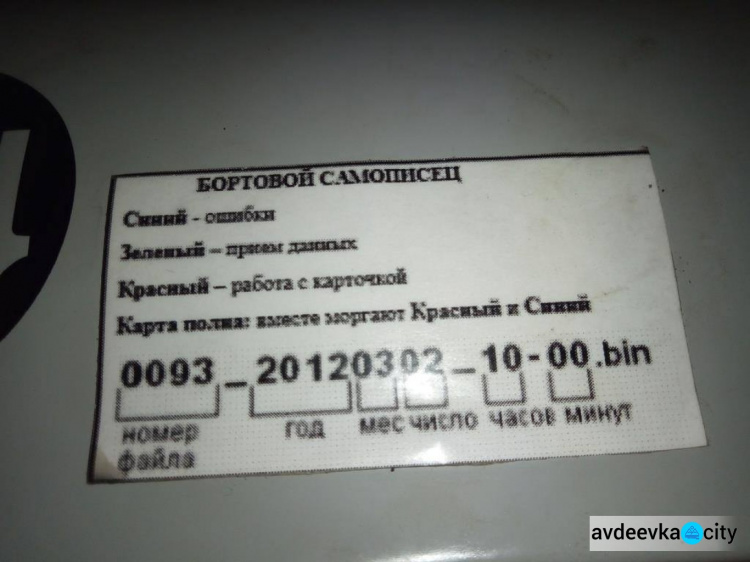 БОРТОВОЙ САМОПИСЕЦ
Синий - ошибки
Зеленый – прием данных
Красный – работа с карточкой
Карта полна: вместе моргают Красный и Синий
0093_20120302_10-00.bin
номер год мес число часов минут
файла
avdeevka city